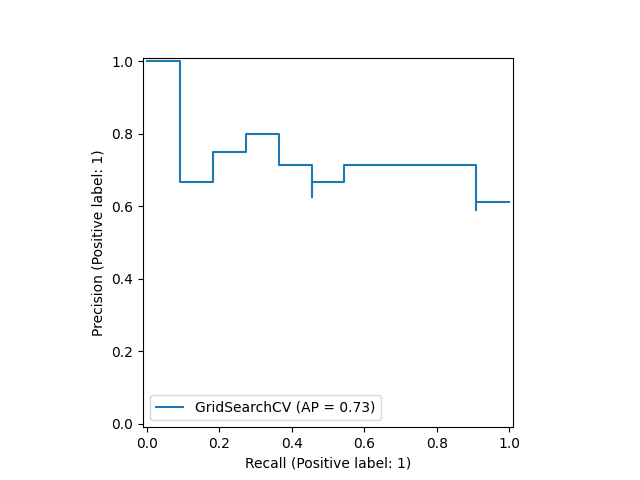 1.0
0.8
0.6
0.4
0.2
0.0
Precision (Positive label: 1)
GridSearchCV (AP = 0.73)
0.0 0.2 0.4 0.6 0.8 1.0
Recall (Positive label: 1)